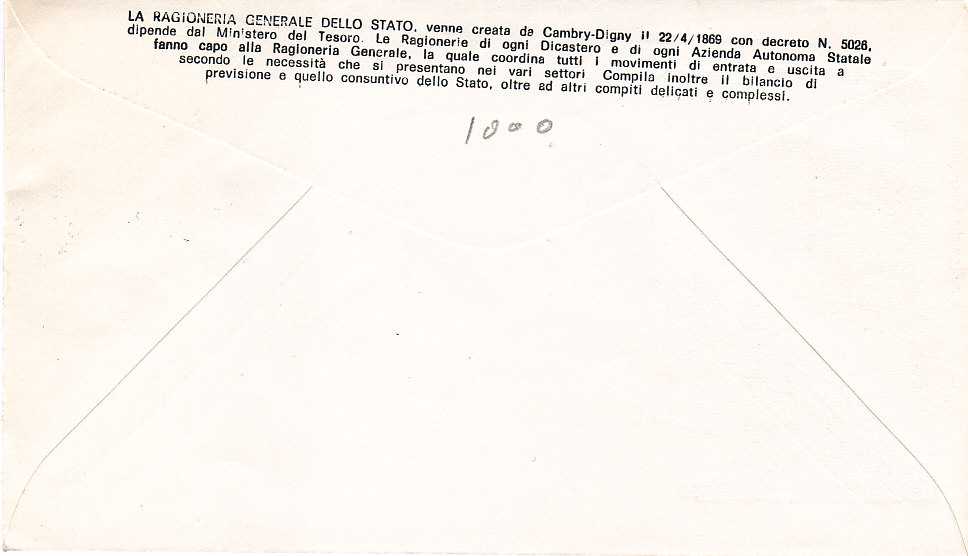 LA RAGIONERIA GENERALE DELLO STATO, venne creata da Cambry-Digny il 22/4/1869 con decreto N. 5026,
dipende dal Ministero del Tesoro. Le Ragionerie di ogni Dicastero e di ogni Azienda Autonoma Statale
fanno capo alla Ragioneria Generale, la quale coordina tutti i movimenti di entrata e uscita a
secondo le necessità che si presentano nei vari settori Compila inoltre il bilancio di
previsione e quello consuntivo dello Stato, oltre ad altri compiti delicati e complessi.
1000